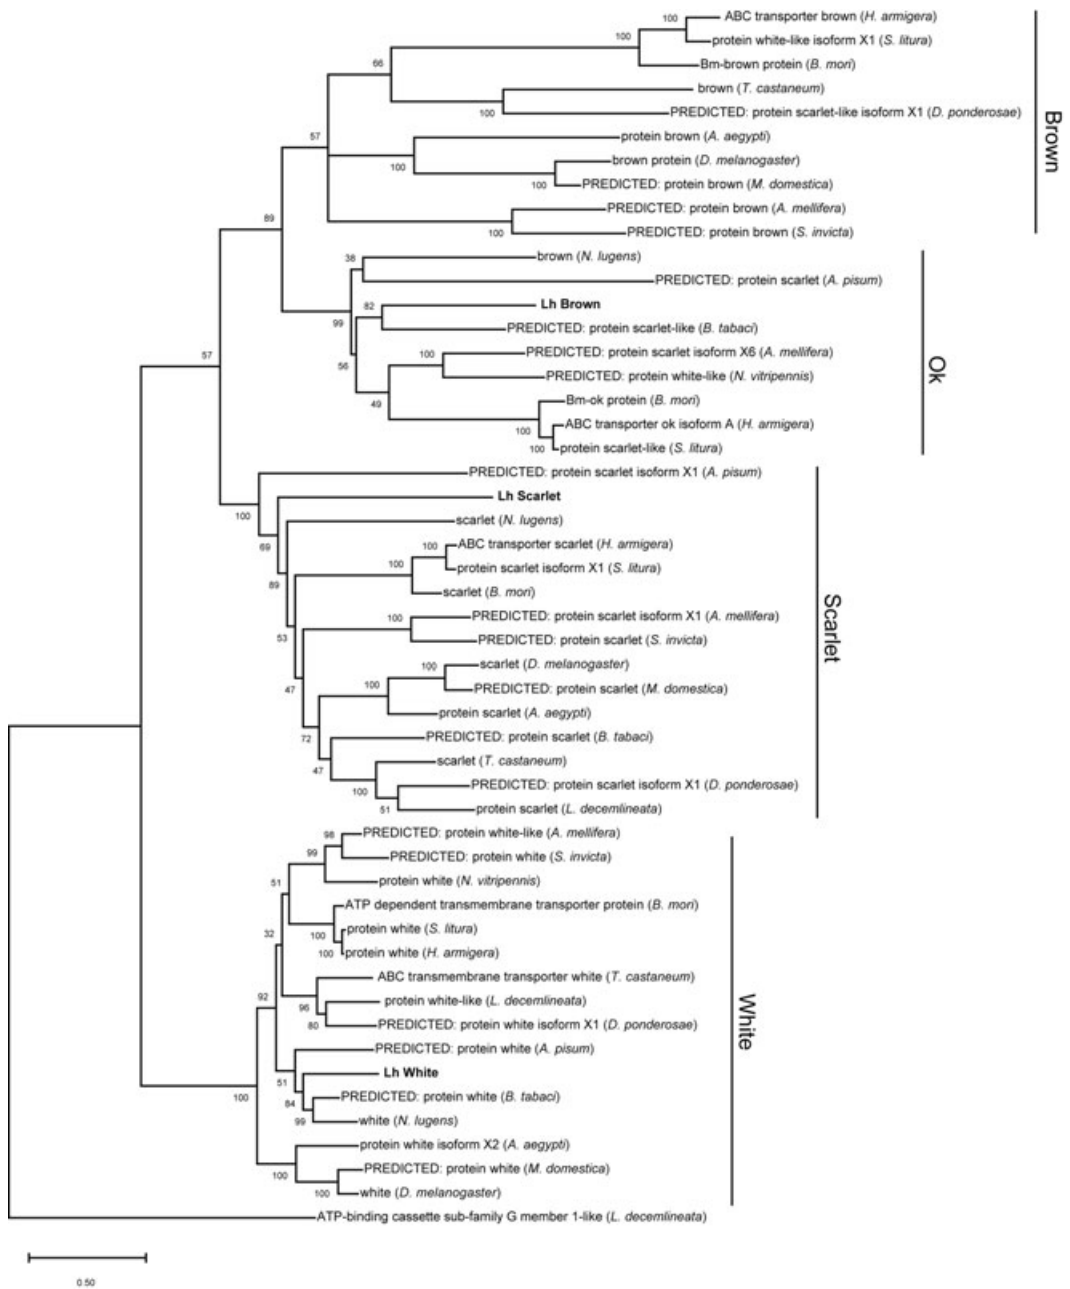 ABC transporter brown (H. armigera)
100
protein white-like isoform X1 (S. litura)
100
Bm-brown protein (B. mori)
66
brown (T. castaneum)
100
PREDICTED: protein scarlet-like isoform X1 (D. ponderosae)
Brown
57
protein brown (A. aegypti)
100
brown protein (D. melanogaster)
100
PREDICTED: protein brown (M. domestica)
PREDICTED: protein brown (A. mellifera)
89
100
PREDICTED: protein brown (S. invicta)
38
brown (N. lugens)
PREDICTED: protein scarlet (A. pisum)
82
Lh Brown
99
PREDICTED: protein scarlet-like (B. tabaci)
57
56
100
PREDICTED: protein scarlet isoform X6 (A. mellifera)
Ok
PREDICTED: protein white-like (N. vitripennis)
49
Bm-ok protein (B. mori)
100
ABC transporter ok isoform A (H. armigera)
100
protein scarlet-like (S. litura)
PREDICTED: protein scarlet isoform X1 (A. pisum)
100
Lh Scarlet
69
scarlet (N. lugens)
100
ABC transporter scarlet (H. armigera)
100
protein scarlet isoform X1 (S. litura)
89
scarlet (B. mori)
100
PREDICTED: protein scarlet isoform X1 (A. mellifera)
53
PREDICTED: protein scarlet (S. invicta)
Scarlet
100
scarlet (D. melanogaster)
47
100
PREDICTED: protein scarlet (M. domestica)
protein scarlet (A. aegypti)
72
PREDICTED: protein scarlet (B. tabaci)
47
scarlet (T. castaneum)
100
PREDICTED: protein scarlet isoform X1 (D. ponderosae)
51
protein scarlet (L. decemlineata)
98
PREDICTED: protein white-like (A. mellifera)
99
PREDICTED: protein white (S. invicta)
51
protein white (N. vitripennis)
ATP dependent transmembrane transporter protein (B. mori)
32
100
protein white (S. litura)
100
protein white (H. armigera)
ABC transmembrane transporter white (T. castaneum)
92
96
protein white-like (L. decemlineata)
80
PREDICTED: protein white isoform X1 (D. ponderosae)
White
PREDICTED: protein white (A. pisum)
51
Lh White
100
84
PREDICTED: protein white (B. tabaci)
99
white (N. lugens)
protein white isoform X2 (A. aegypti)
100
PREDICTED: protein white (M. domestica)
100
white (D. melanogaster)
ATP-binding cassette sub-family G member 1-like (L. decemlineata)
0.50